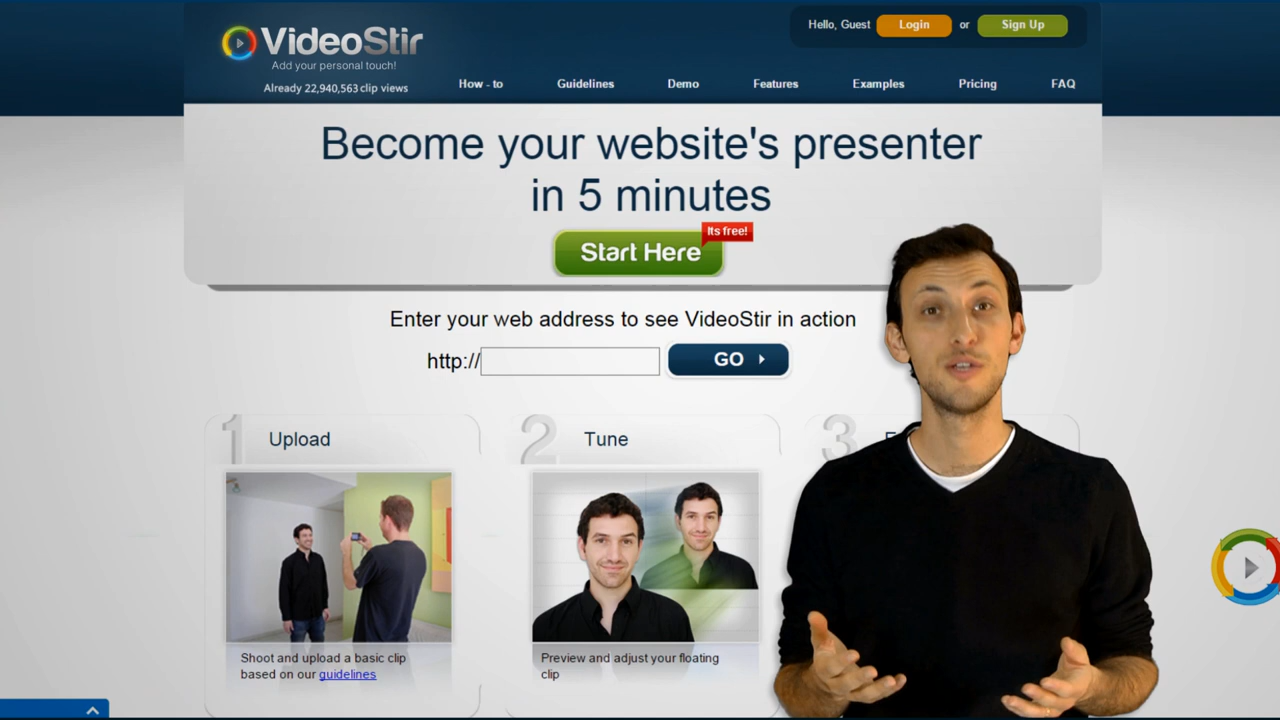 Hello, Guest Login or Sign Up
VideoStir
Add your personal touch!
Already 22,940,563 clip views
How - to Guidelines Demo Features Examples Pricing FAQ
Become your website's presenter
in 5 minutes
Its free!
Start Here
Enter your web address to see VideoStir in action
http:// GO
1 Upload
2 Tune
3
Shoot and upload a basic clip
based on our guidelines
Preview and adjust your floating
clip